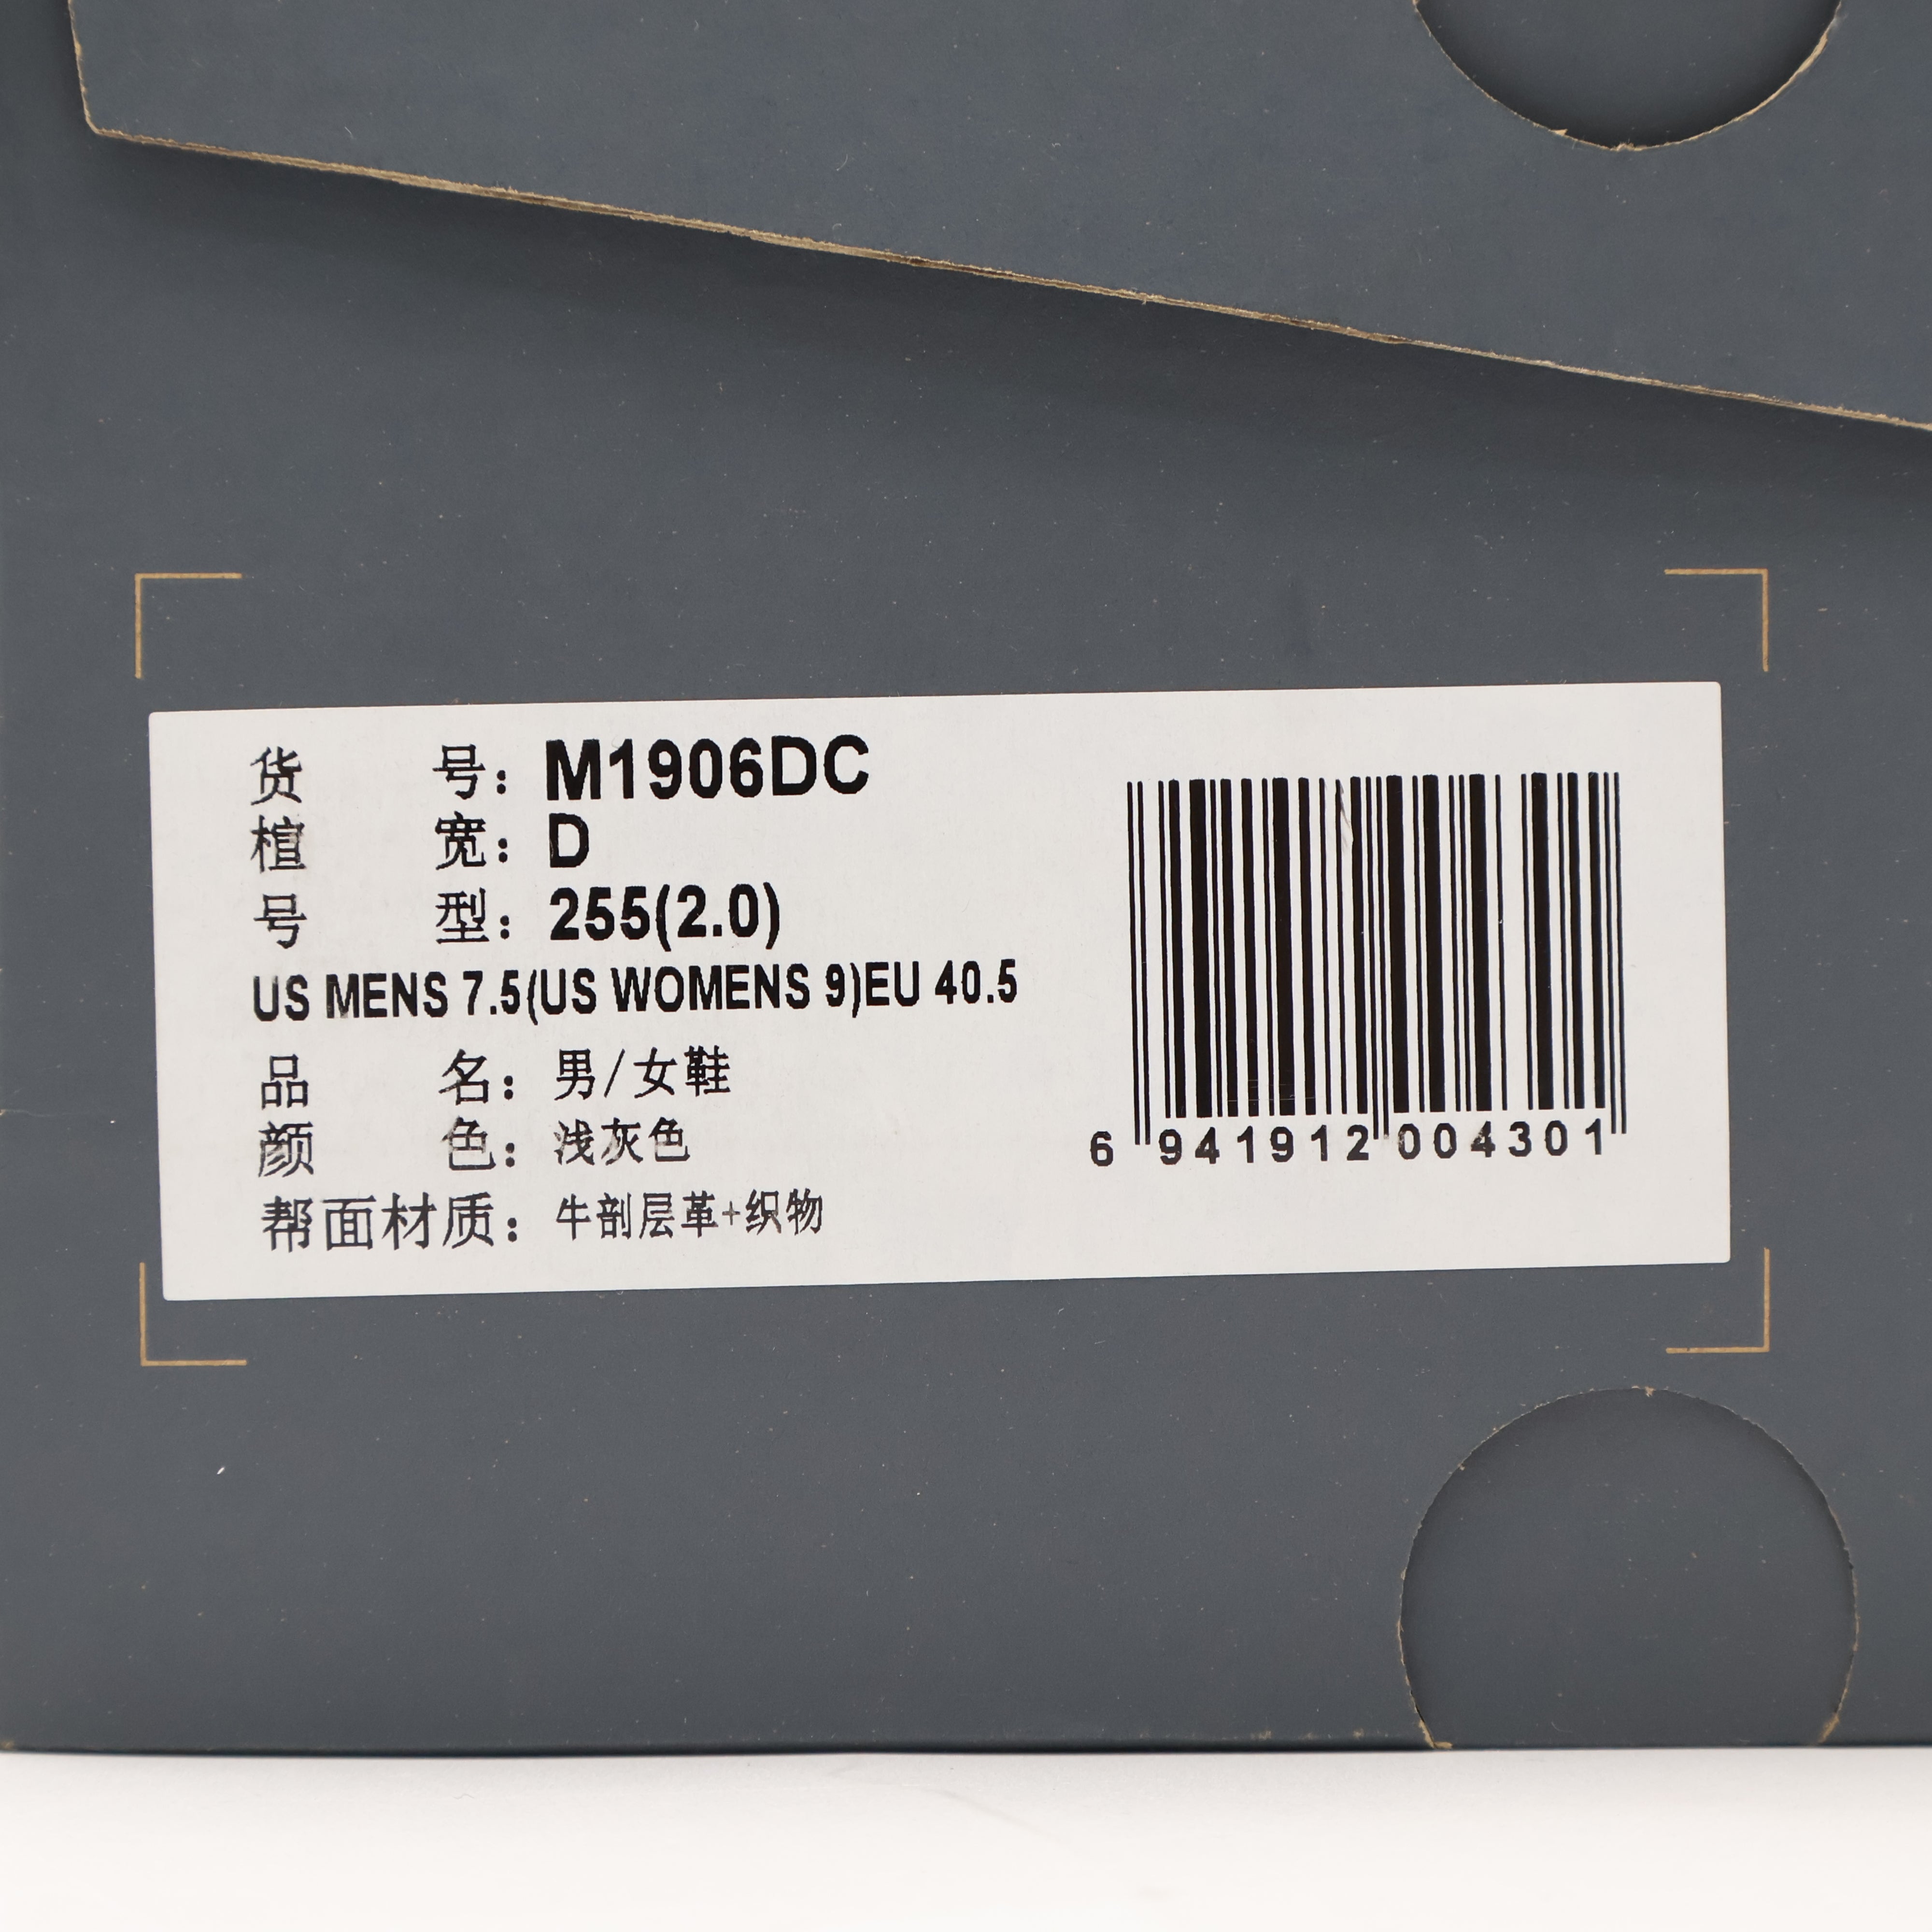 货 号：M1906DC
楦 宽：D
号 型：255(2.0)
US MENS 7.5(US WOMENS 9)EU 40.5
品 名：男/女鞋
颜 色：浅灰色
帮面材质：牛剖层革+织物
6 941912 004301